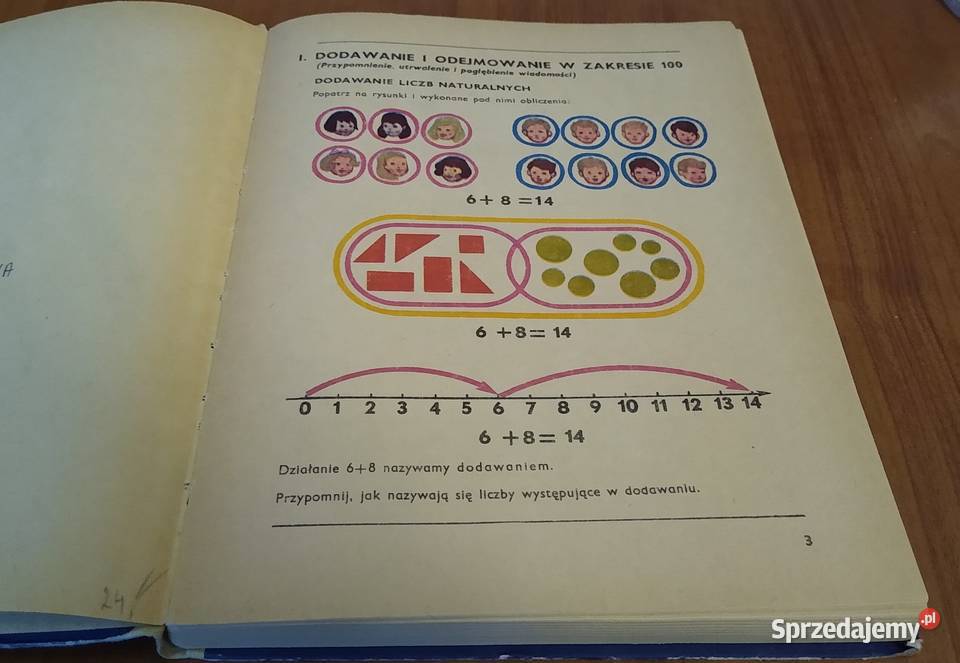 I. DODAWANIE I ODEJMOWANIE W ZAKRESIE 100
(Przypomnienie, utrwalenie i pogłębienie wiadomości)
DODAWANIE LICZB NATURALNYCH
Popatrz na rysunki i wykonane pod nimi obliczenia:
6 + 8 = 14
6 + 8 = 14
0 1 2 3 4 5 6 7 8 9 10 11 12 13 14
6 + 8 = 14
Działanie 6+8 nazywamy dodawaniem.
Przypomnij, jak nazywają się liczby występujące w dodawaniu.
3
24,
Sprzedajemy.pl